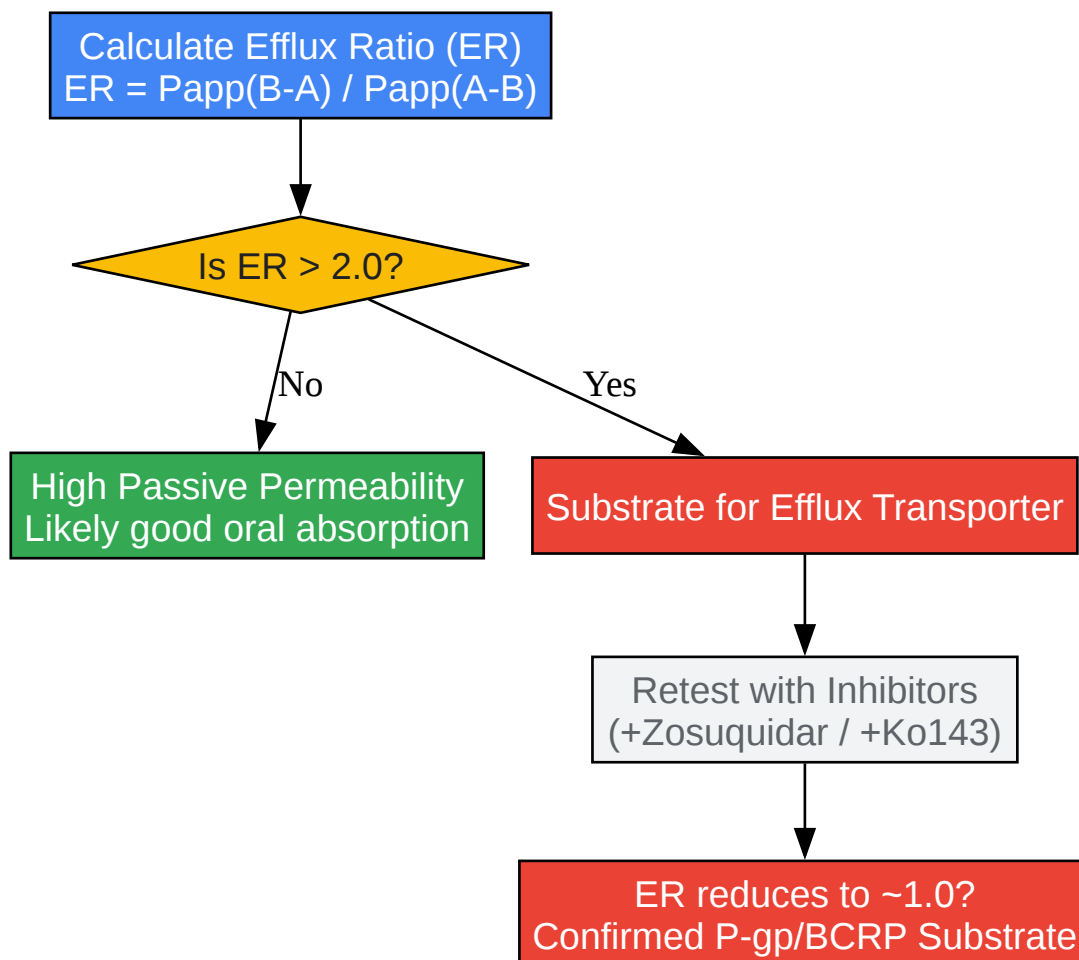 Calculate Efflux Ratio (ER)
ER = Papp(B-A) / Papp(A-B)
Is ER > 2.0?
No
Yes
High Passive Permeability
Likely good oral absorption
Substrate for Efflux Transporter
Retest with Inhibitors
(+Zosuquidar / +Ko143)
ER reduces to ~1.0?
Confirmed P-gp/BCRP Substrate